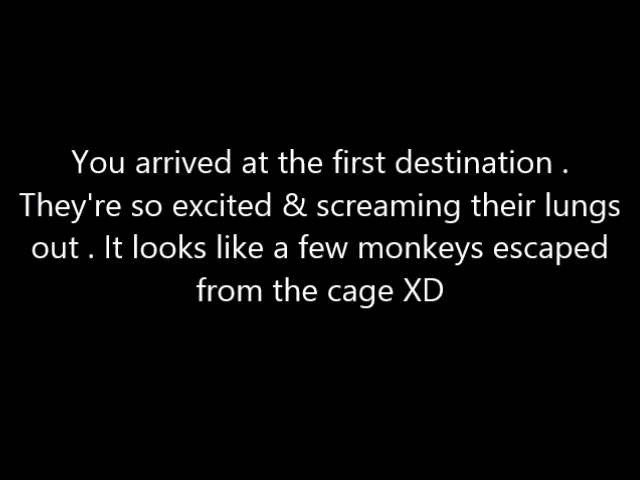 You arrived at the first destination .
They're so excited & screaming their lungs
out . It looks like a few monkeys escaped
from the cage XD